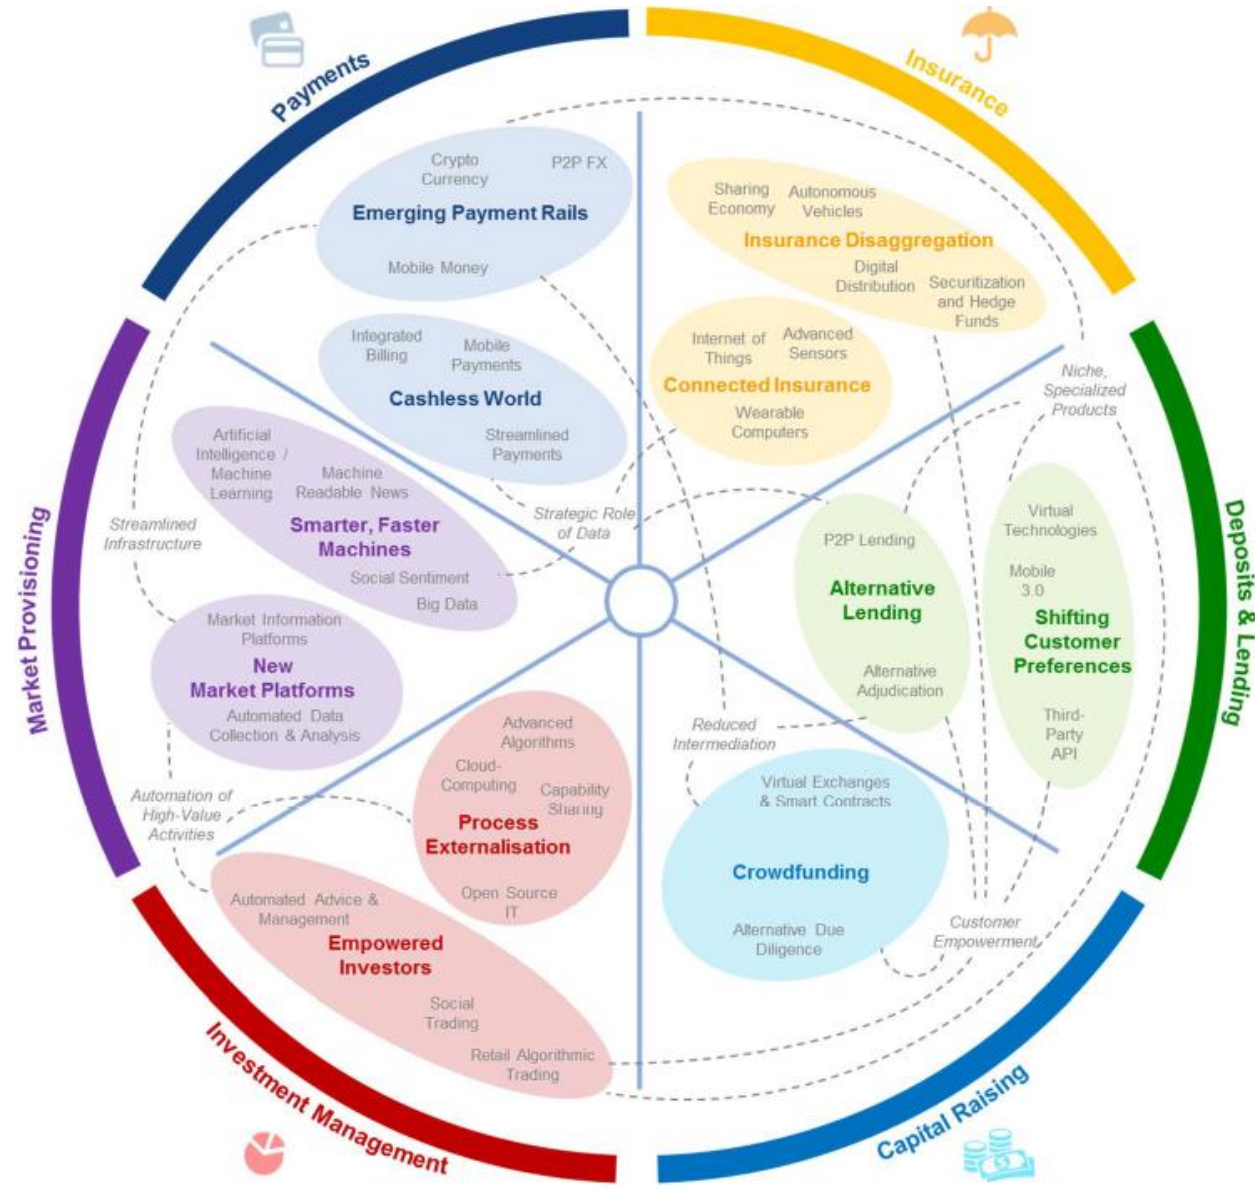 Payments
Insurance
Crypto
Currency
P2P FX
Emerging Payment Rails
Mobile Money
Integrated
Billing
Mobile
Payments
Cashless World
Streamlined
Payments
Sharing
Economy
Autonomous
Vehicles
Insurance Disaggregation
Digital
Distribution
Securitization
and Hedge
Funds
Internet of
Things
Advanced
Sensors
Connected Insurance
Wearable
Computers
Niche,
Specialized
Products
Market Provisioning
Artificial
Intelligence /
Machine
Learning
Machine
Readable News
Smarter, Faster
Machines
Social Sentiment
Big Data
Streamlined
Infrastructure
Strategic Role
of Data
Market Information
Platforms
New
Market Platforms
Automated Data
Collection & Analysis
Automation of
High-Value
Activities
Deposits & Lending
P2P Lending
Alternative
Lending
Alternative
Adjudication
Virtual
Technologies
Mobile
3.0
Shifting
Customer
Preferences
Third-
Party
API
Reduced
Intermediation
Advanced
Algorithms
Cloud-
Computing
Capability
Sharing
Process
Externalisation
Open Source
IT
Automated Advice &
Management
Empowered
Investors
Social
Trading
Retail Algorithmic
Trading
Virtual Exchanges
& Smart Contracts
Crowdfunding
Alternative Due
Diligence
Customer
Empowerment
Investment Management
Capital Raising